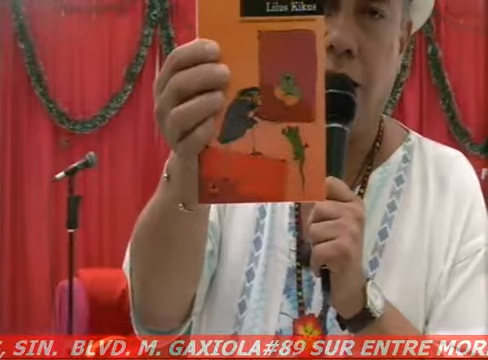 Lilus Kikus
, SIN. BLVD. M. GAXIOLA#89 SUR ENTRE MOR